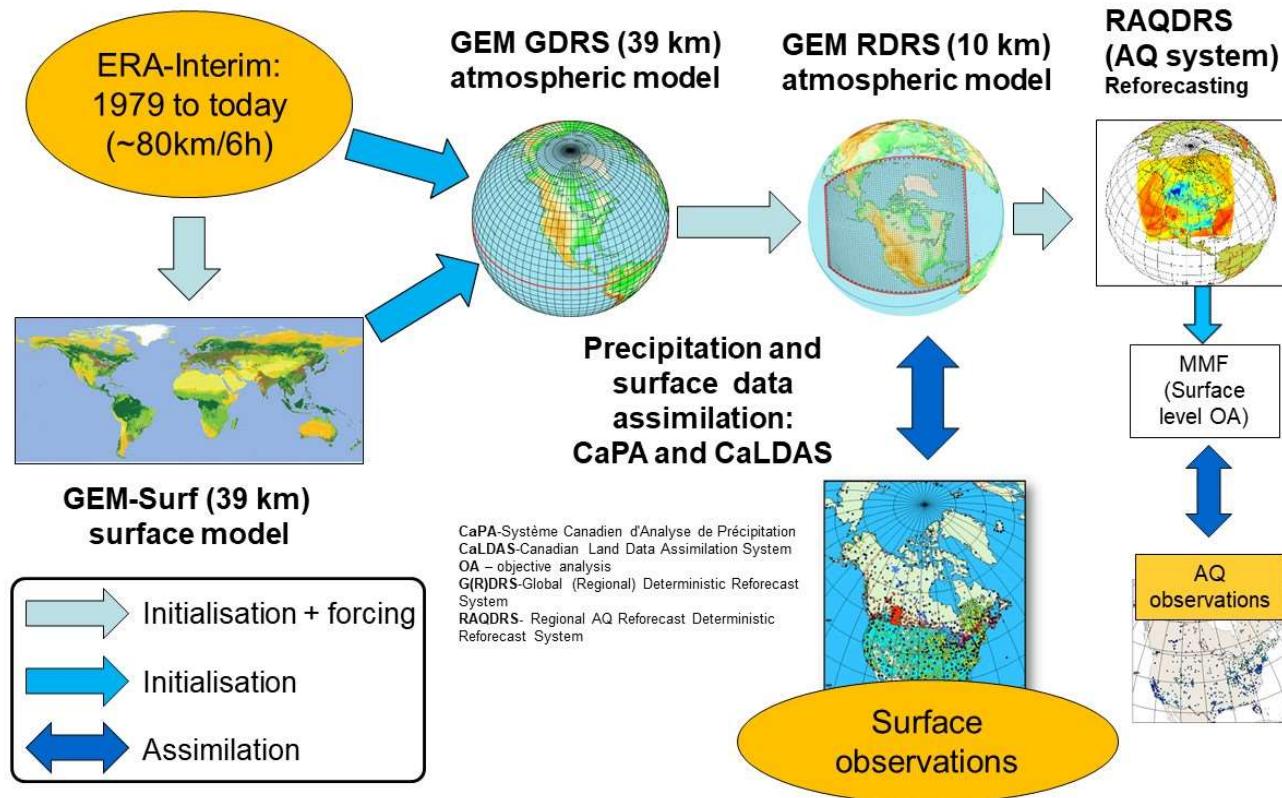 ERA-Interim:
1979 to today
(~80km/6h)
GEM GDRS (39 km)
atmospheric model
GEM RDRS (10 km)
atmospheric model
RAQDRS
(AQ system)
Reforecasting
MMF
(Surface
level OA)
Precipitation and
surface data
assimilation:
CaPA and CaLDAS
GEM-Surf (39 km)
surface model
CaPA-Système Canadien d'Analyse de Précipitation
CaLDAS-Canadian Land Data Assimilation System
OA – objective analysis
G(R)DRS-Global (Regional) Deterministic Reforecast
System
RAQDRS- Regional AQ Reforecast Deterministic
Reforecast System
AQ
observations
Initialisation + forcing
Initialisation
Assimilation
Surface
observations